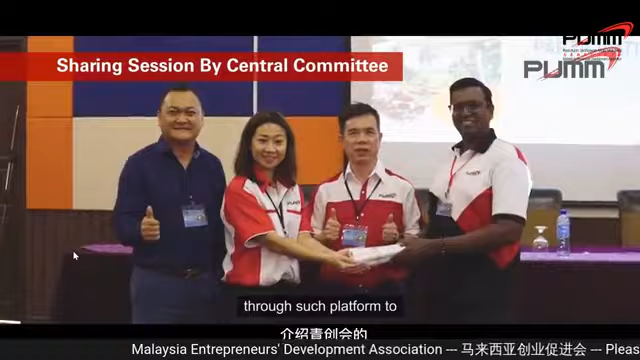 PUMM
PUMM
Sharing Session By Central Committee
through such platform to
介绍青创会的
Malaysia Entrepreneurs' Development Association --- 马来西亚创业促进会 --- Pleas